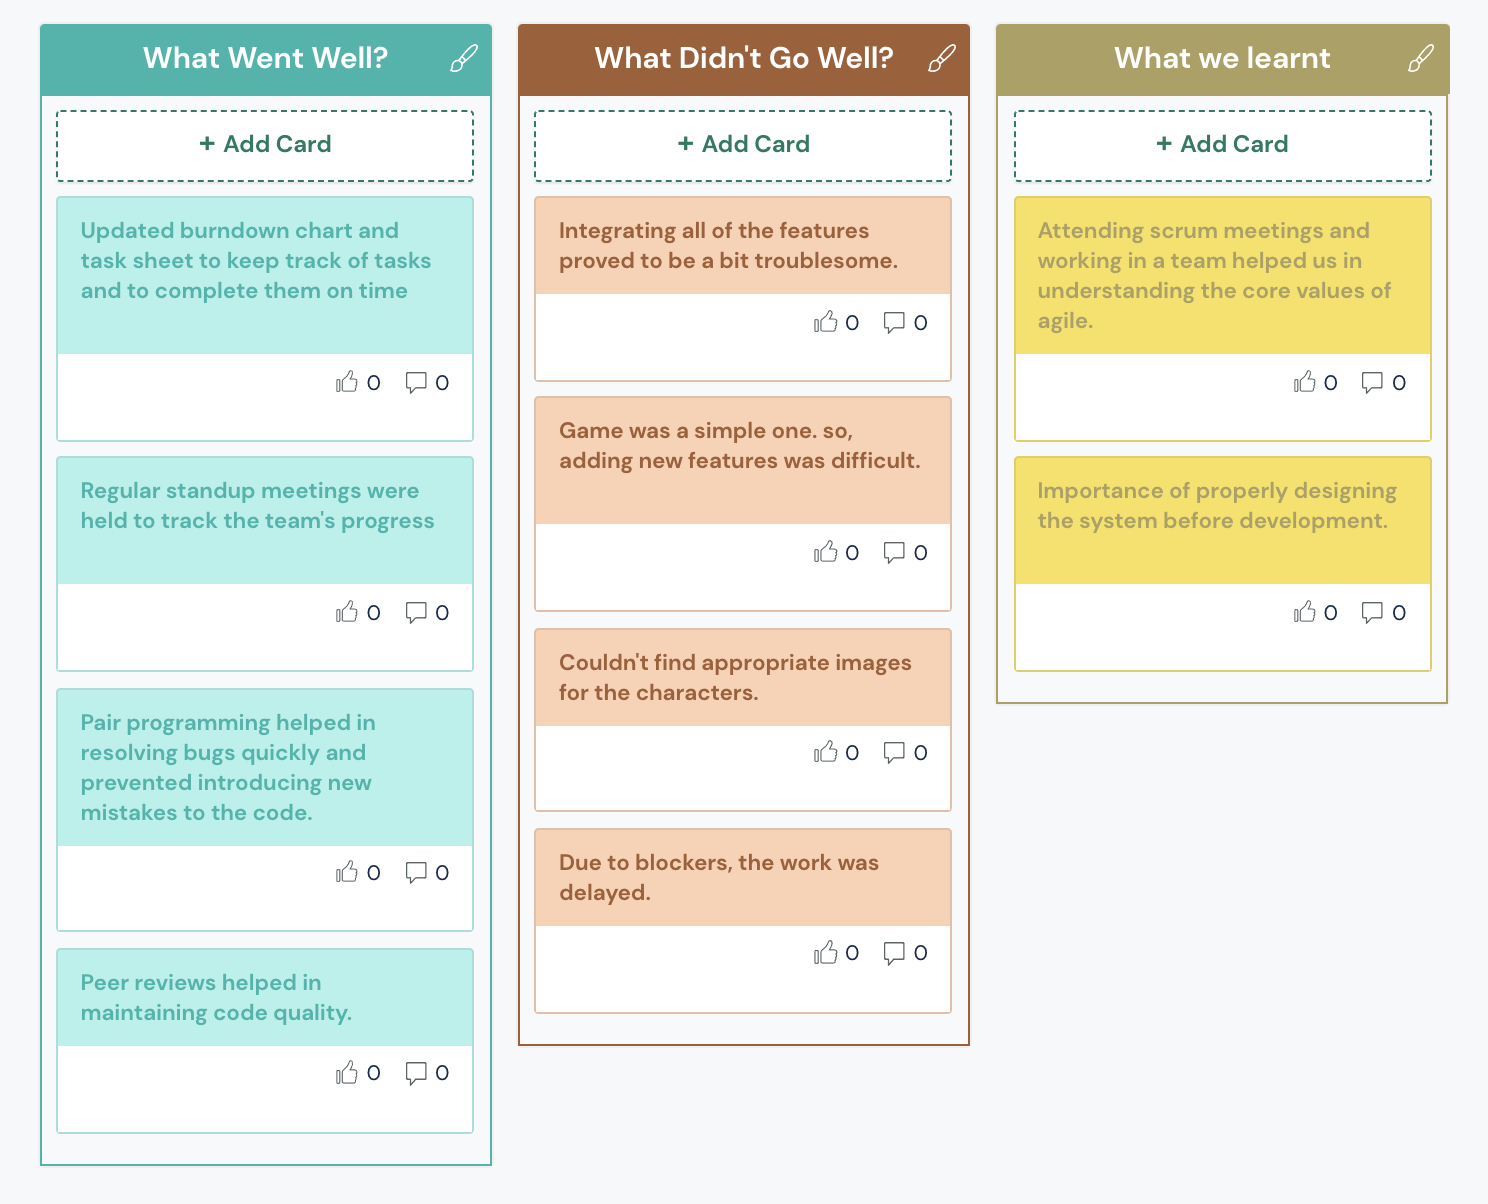 What Went Well?
+ Add Card
Updated burndown chart and
task sheet to keep track of tasks
and to complete them on time
0 0
Regular standup meetings were
held to track the team's progress
0 0
Pair programming helped in
resolving bugs quickly and
prevented introducing new
mistakes to the code.
0 0
Peer reviews helped in
maintaining code quality.
0 0
What Didn't Go Well?
+ Add Card
Integrating all of the features
proved to be a bit troublesome.
0 0
Game was a simple one. so,
adding new features was difficult.
0 0
Couldn't find appropriate images
for the characters.
0 0
Due to blockers, the work was
delayed.
0 0
What we learnt
+ Add Card
Attending scrum meetings and
working in a team helped us in
understanding the core values of
agile.
0 0
Importance of properly designing
the system before development.
0 0